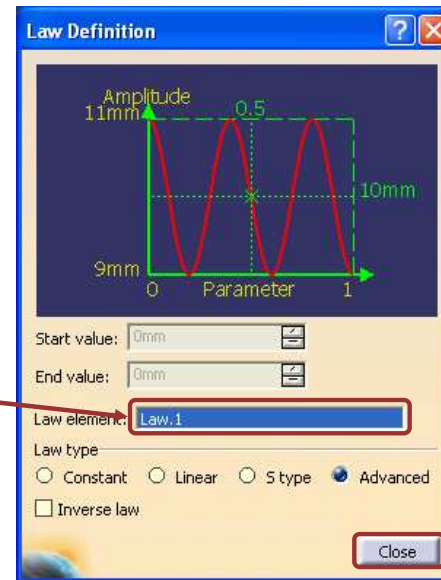 Law Definition
Amplitude
11mm
0.5
10mm
9mm
0 Parameter 1
Start value: 0mm
End value: 0mm
Law element: Law.1
Law type
Constant Linear S type Advanced
Inverse law
Close